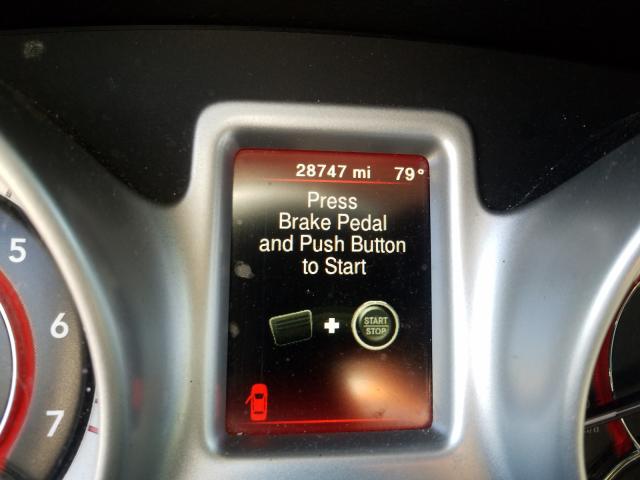 28747 mi 79°
Press
Brake Pedal
and Push Button
to Start
START
STOP
5
6
7